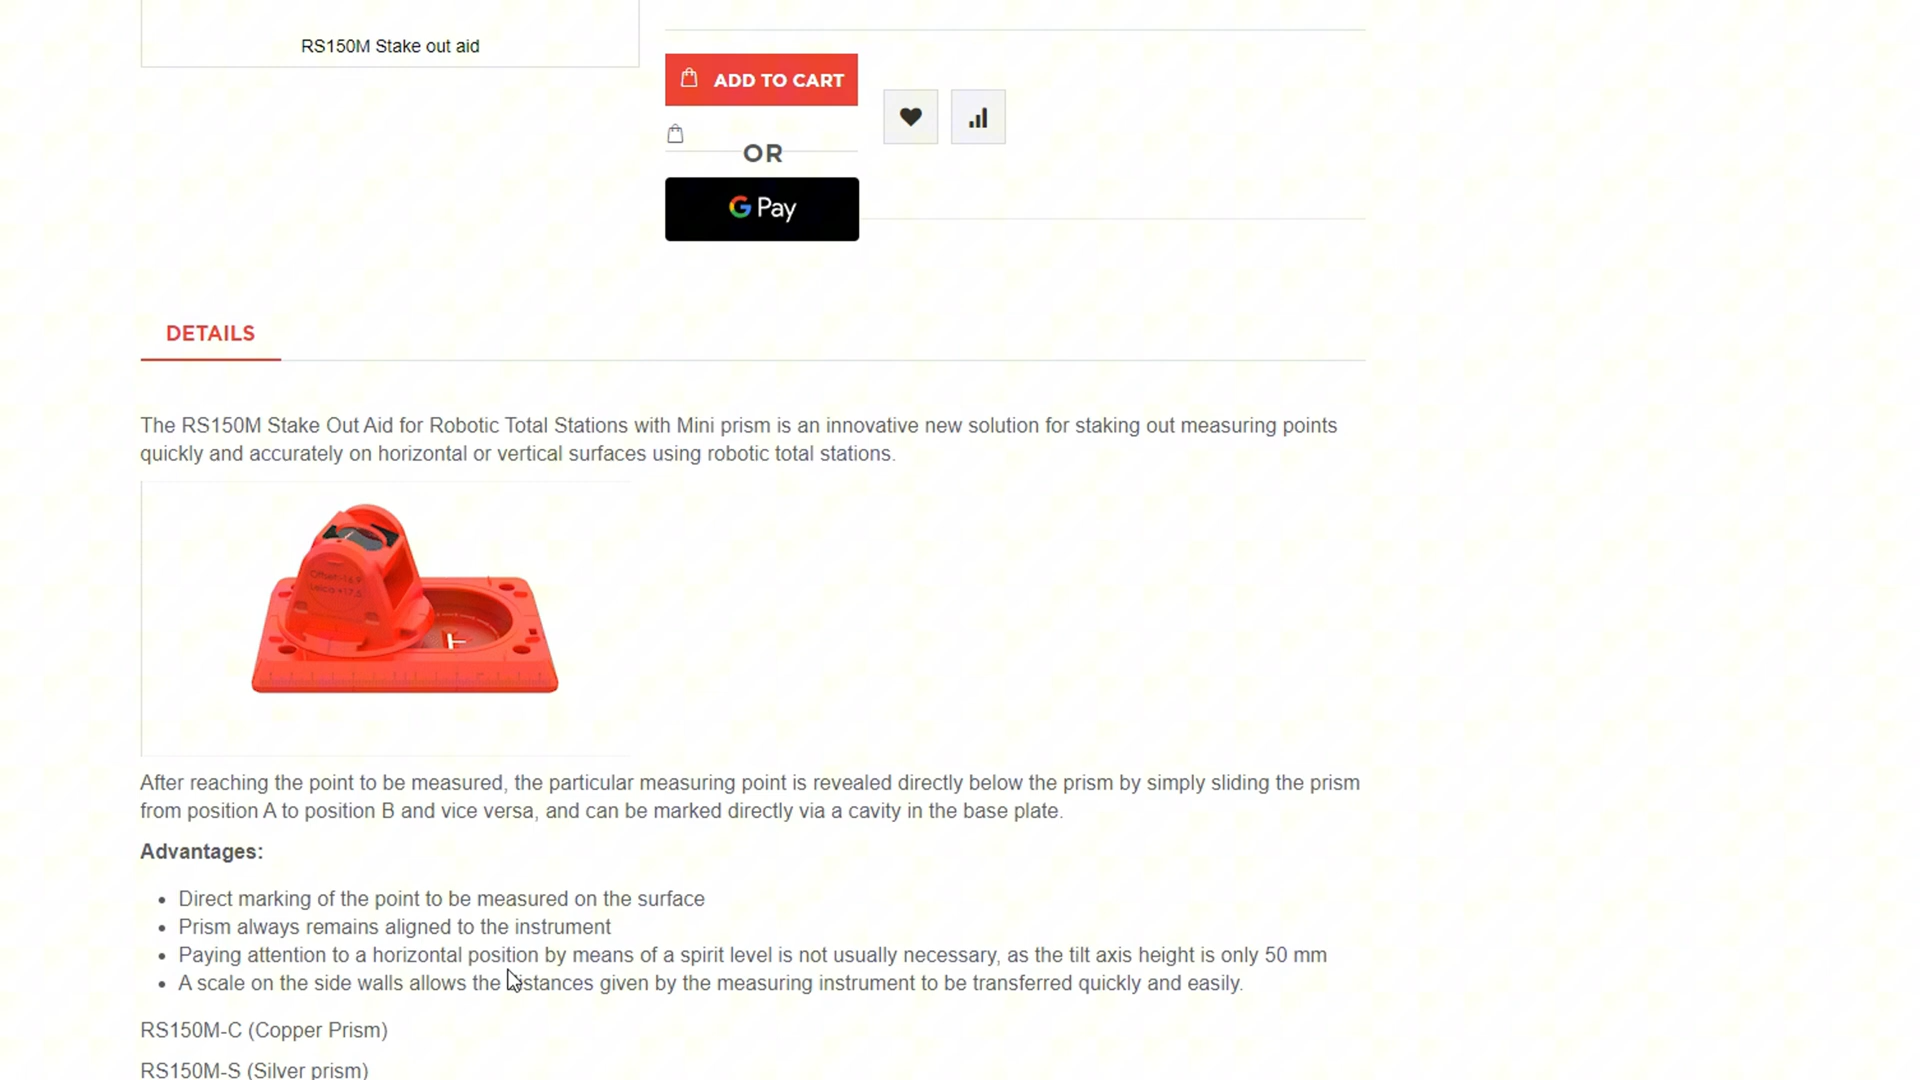 RS150M Stake out aid
ADD TO CART
OR
G Pay
DETAILS
The RS150M Stake Out Aid for Robotic Total Stations with Mini prism is an innovative new solution for staking out measuring points
quickly and accurately on horizontal or vertical surfaces using robotic total stations.
After reaching the point to be measured, the particular measuring point is revealed directly below the prism by simply sliding the prism
from position A to position B and vice versa, and can be marked directly via a cavity in the base plate.
Advantages:
Direct marking of the point to be measured on the surface
Prism always remains aligned to the instrument
Paying attention to a horizontal position by means of a spirit level is not usually necessary, as the tilt axis height is only 50 mm
A scale on the side walls allows the distances given by the measuring instrument to be transferred quickly and easily.
RS150M-C (Copper Prism)
RS150M-S (Silver prism)